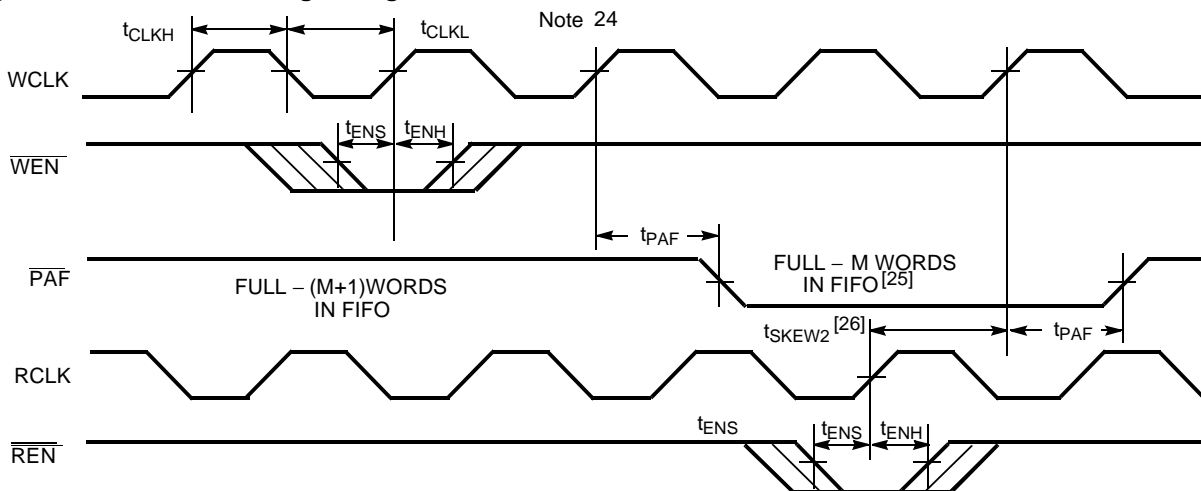 Note 24
tCLKH
tCLKL
WCLK
tENS
tENH
WEN
tPAF
PAF
FULL – (M+1)WORDS
IN FIFO
FULL – M WORDS
IN FIFO[25]
tSKEW2[26]
tPAF
RCLK
tENS
tENS
tENH
REN